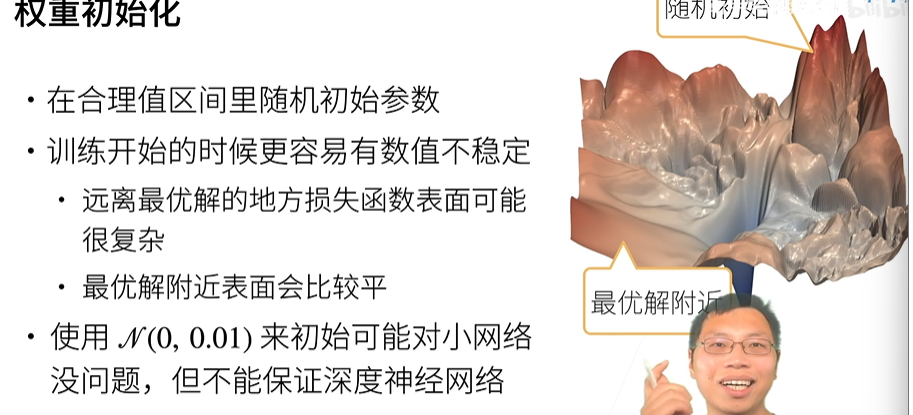 权重初始化
随机初始
• 在合理值区间里随机初始参数
• 训练开始的时候更容易有数值不稳定
• 远离最优解的地方损失函数表面可能
很复杂
• 最优解附近表面会比较平
最优解附近
• 使用 𝒩(0, 0.01) 来初始可能对小网络
没问题，但不能保证深度神经网络